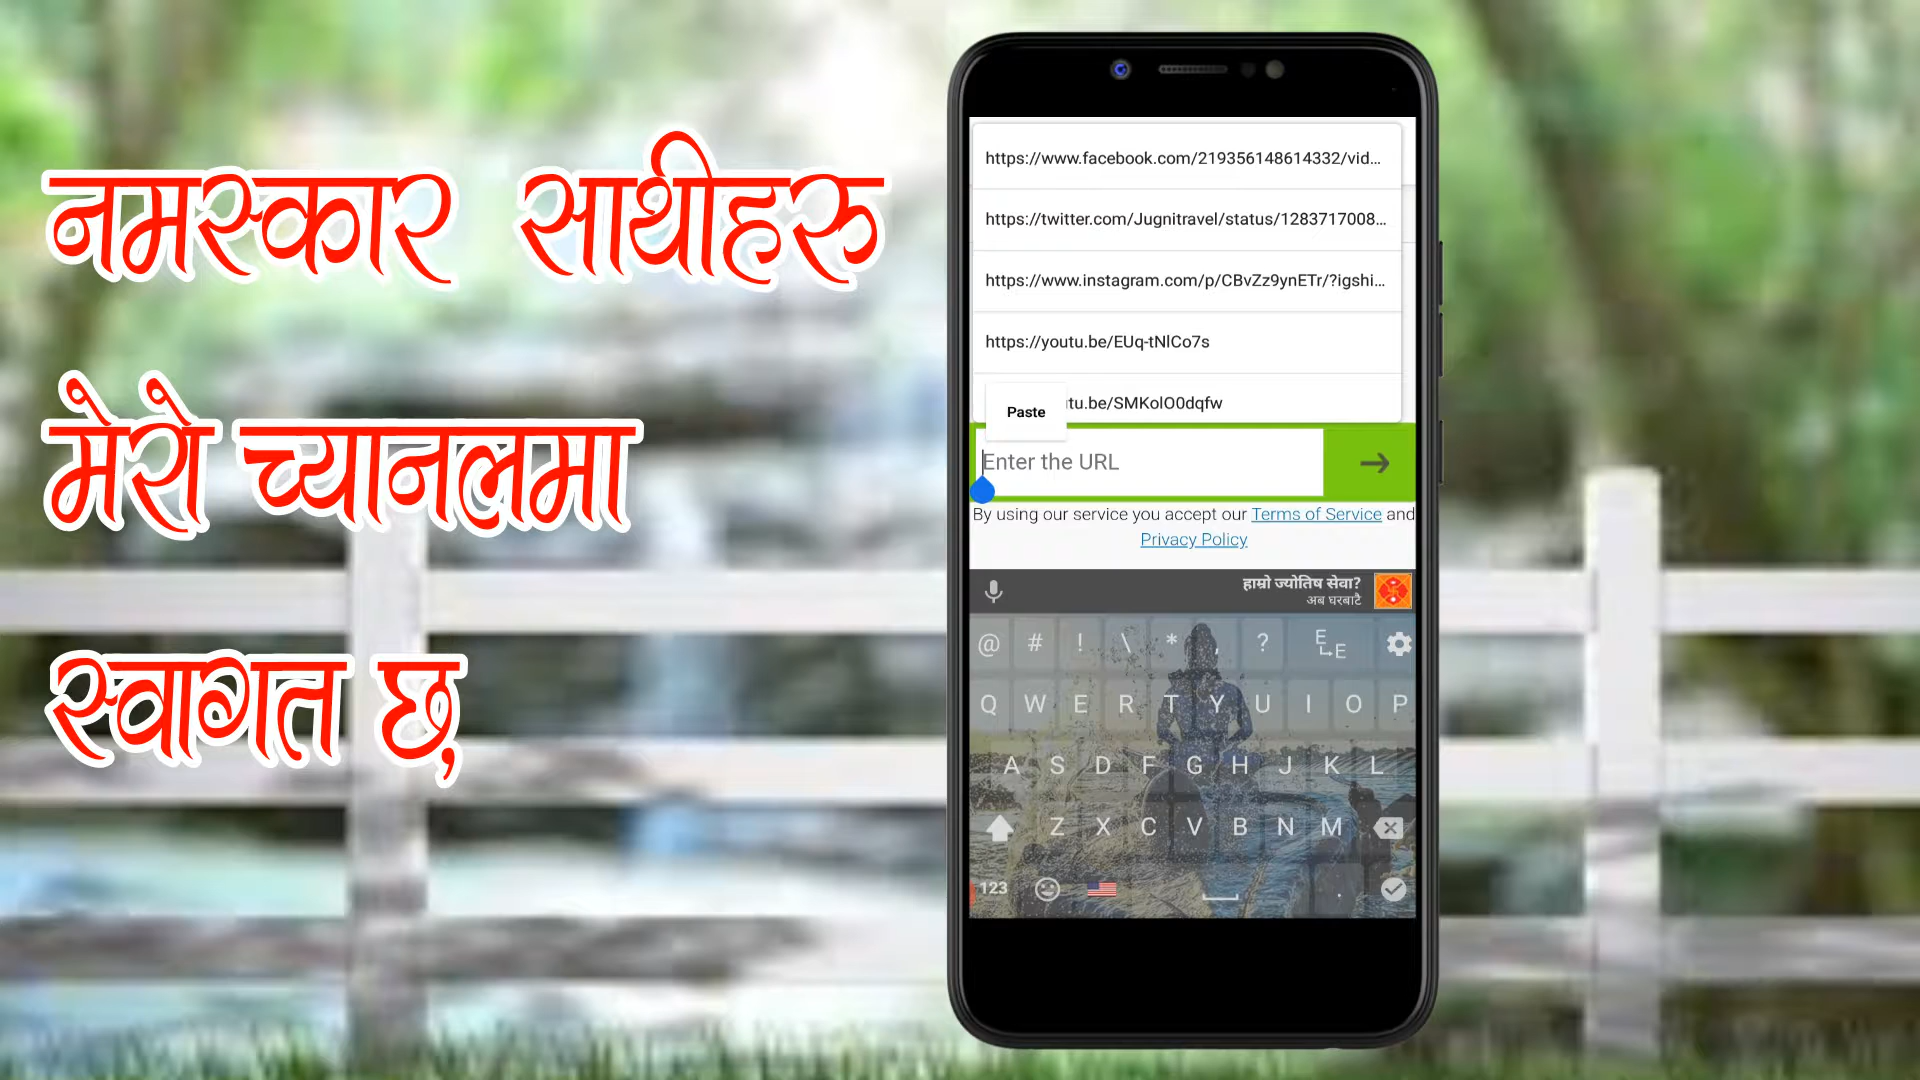 नमस्कार साथीहरु
मेरो च्यानलमा
स्वागत छ
https://www.facebook.com/219356148614332/vid...
https://twitter.com/Jugnitravel/status/1283717008...
https://www.instagram.com/p/CBvZz9ynETr/?igshi...
https://youtu.be/EUq-tNlCo7s
Paste
utu.be/SMKolO0dqfw
Enter the URL
By using our service you accept our Terms of Service and
Privacy Policy
हाम्रो ज्योतिष सेवा?
अब घरबाटै
@ # ! \ * , ? E E
Q W E R T Y U I O P
A S D F G H J K L
Z X C V B N M
123 .